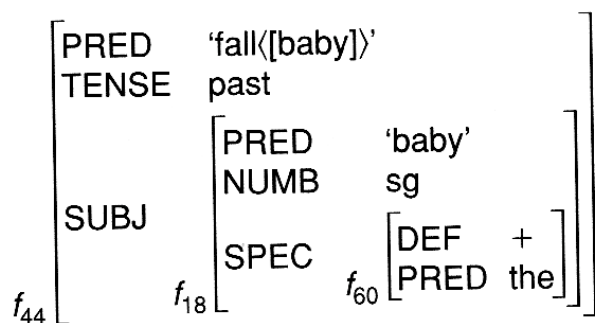 PRED ‘fall⟨[baby]⟩’
TENSE past
PRED ‘baby’
NUMB sg
SUBJ
SPEC
DEF +
PRED the
f44 f18 f60